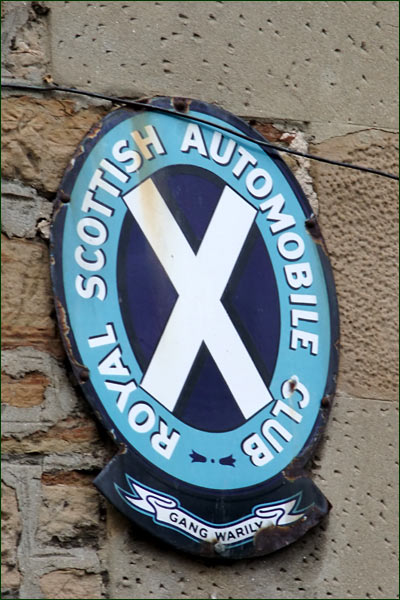 ROYAL SCOTTISH AUTOMOBILE CLUB
GANG WARILY